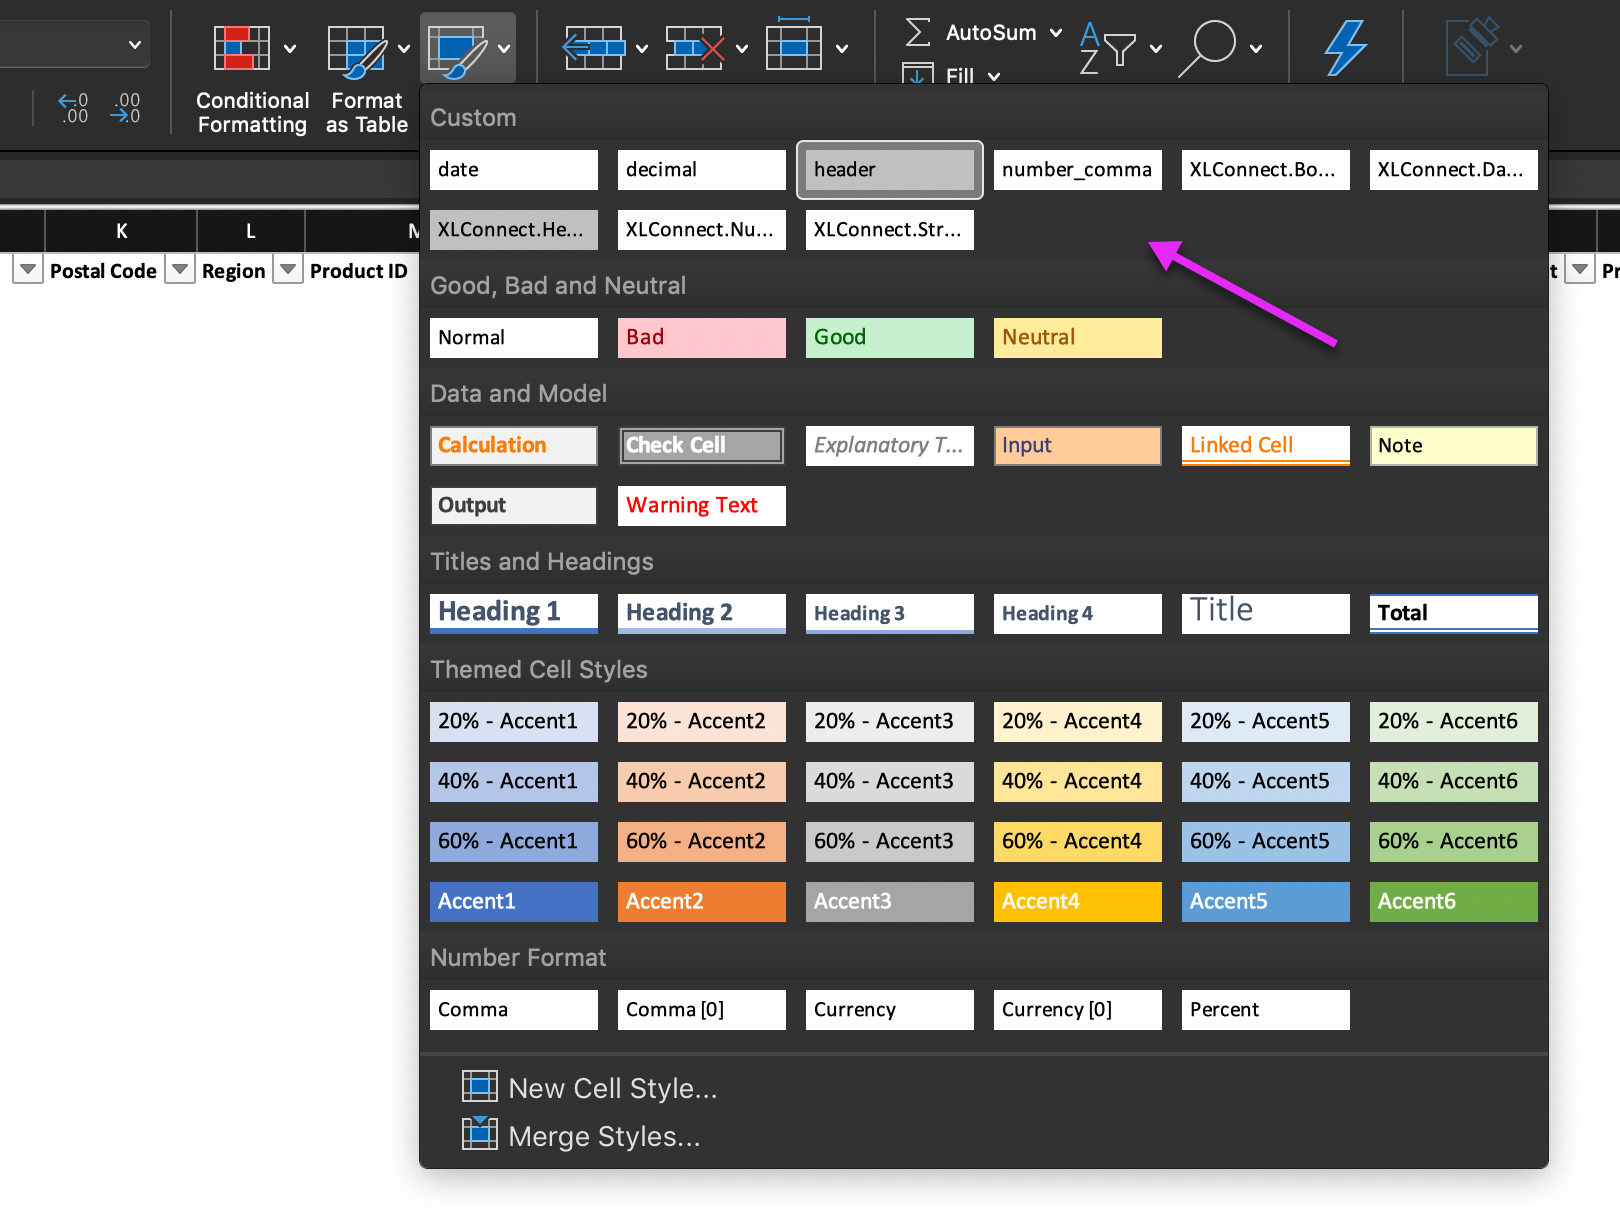 AutoSum
Fill
.0
.00
.00
.0
Conditional
Formatting
Format
as Table
K
L
Postal Code
Region
Product ID
Custom
date
decimal
header
number_comma
XLConnect.Bo...
XLConnect.Da...
XLConnect.He...
XLConnect.Nu...
XLConnect.Str...
Good, Bad and Neutral
Normal
Bad
Good
Neutral
Data and Model
Calculation
Check Cell
Explanatory T...
Input
Linked Cell
Note
Output
Warning Text
Titles and Headings
Heading 1
Heading 2
Heading 3
Heading 4
Title
Total
Themed Cell Styles
20% - Accent1
20% - Accent2
20% - Accent3
20% - Accent4
20% - Accent5
20% - Accent6
40% - Accent1
40% - Accent2
40% - Accent3
40% - Accent4
40% - Accent5
40% - Accent6
60% - Accent1
60% - Accent2
60% - Accent3
60% - Accent4
60% - Accent5
60% - Accent6
Accent1
Accent2
Accent3
Accent4
Accent5
Accent6
Number Format
Comma
Comma [0]
Currency
Currency [0]
Percent
New Cell Style...
Merge Styles...